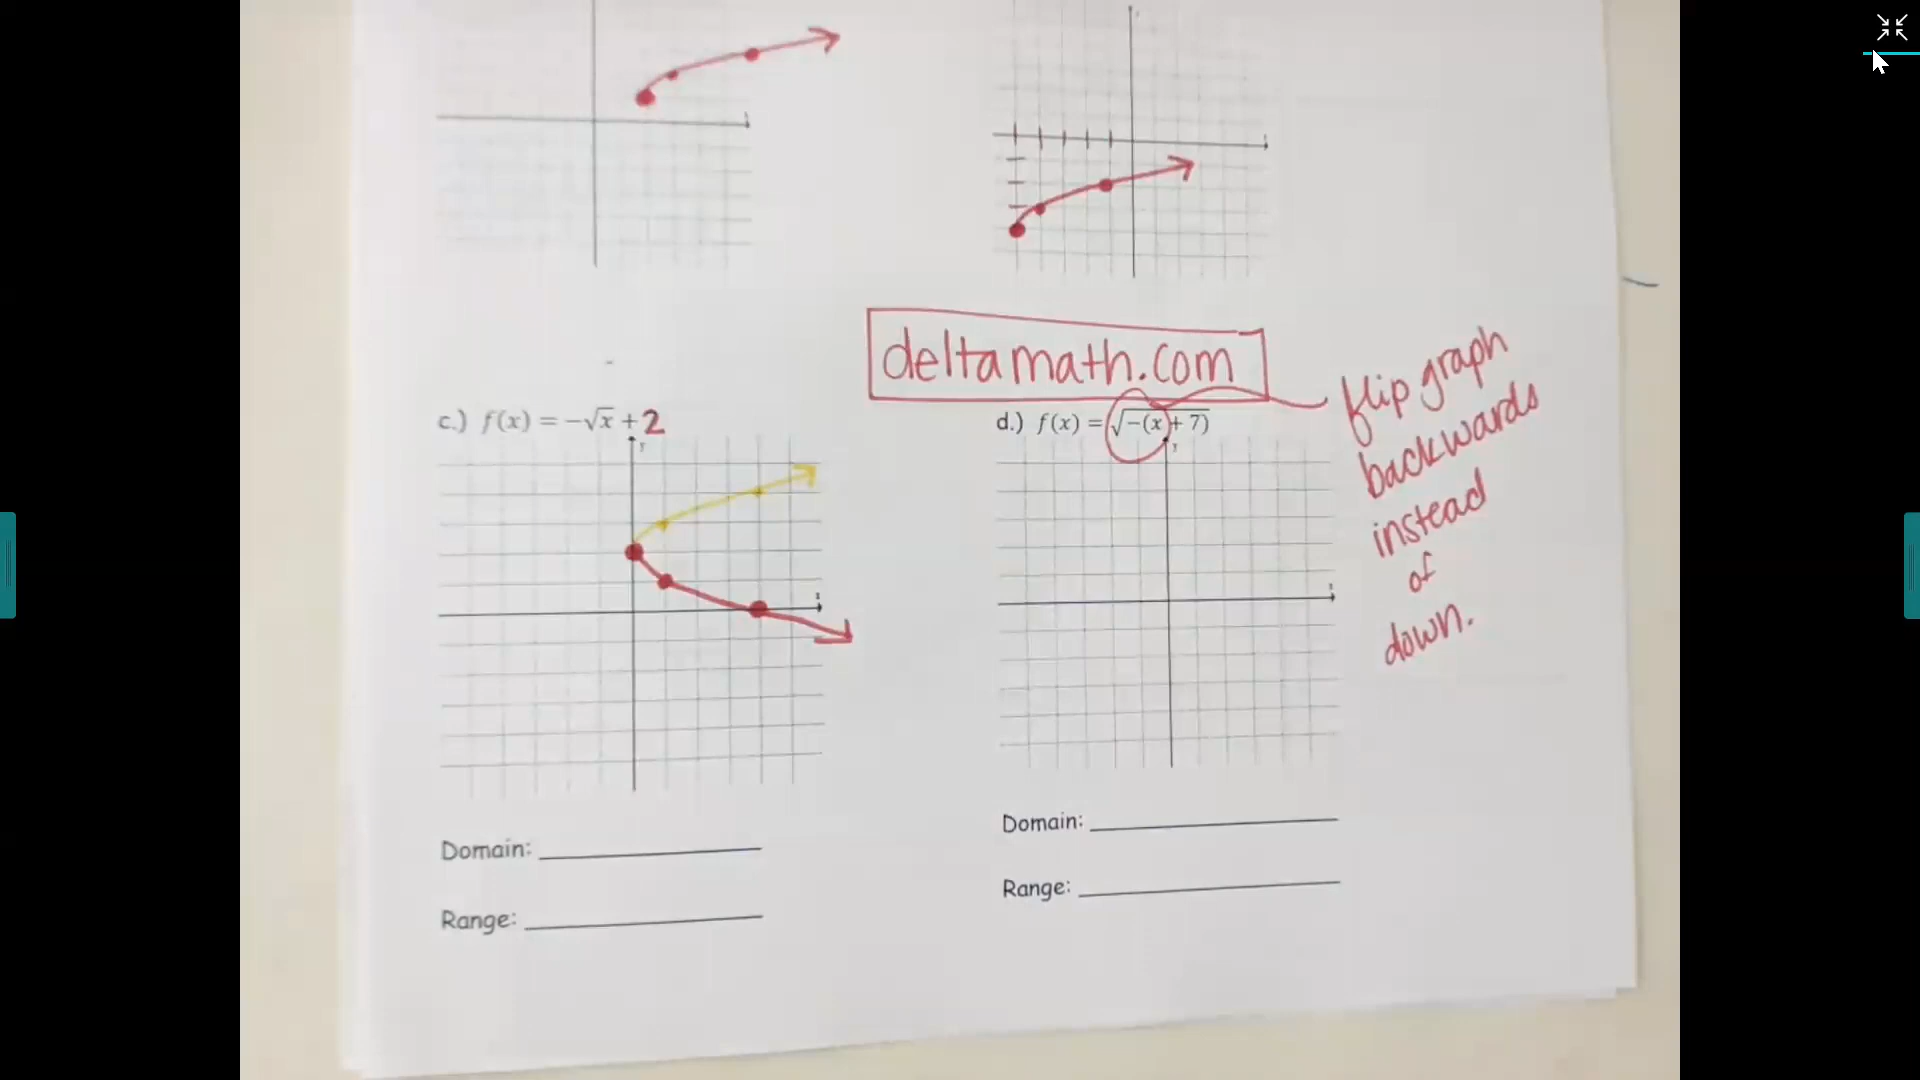 deltamath.com
c.) f(x) = −√x + 2
d.) f(x) = √−(x + 7)
flip graph
backwards
instead
of
down.
Domain:
Range:
Domain:
Range: